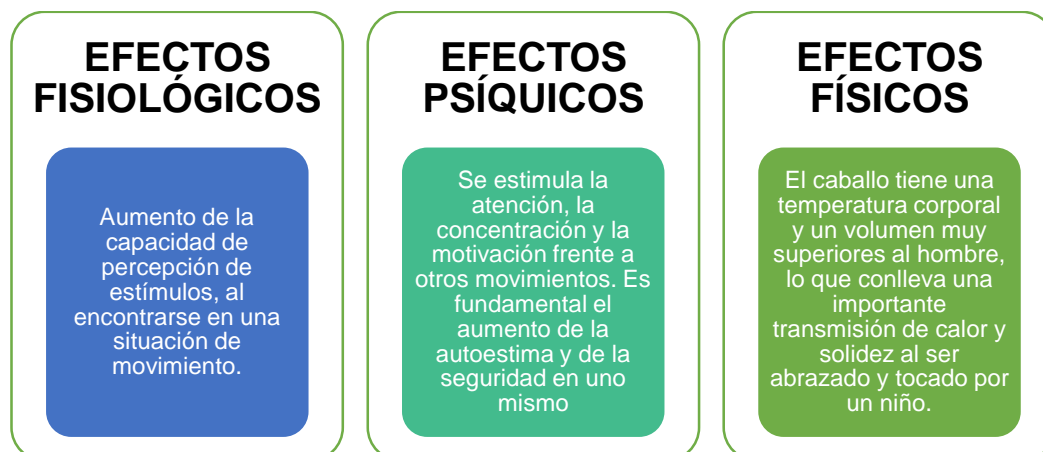 EFECTOS
FISIOLÓGICOS
Aumento de la
capacidad de
percepción de
estímulos, al
encontrarse en una
situación de
movimiento.
EFECTOS
PSÍQUICOS
Se estimula la
atención, la
concentración y la
motivación frente a
otros movimientos. Es
fundamental el
aumento de la
autoestima y de la
seguridad en uno
mismo
EFECTOS
FÍSICOS
El caballo tiene una
temperatura corporal
y un volumen muy
superiores al hombre,
lo que conlleva una
importante
transmisión de calor y
solidez al ser
abrazado y tocado por
un niño.